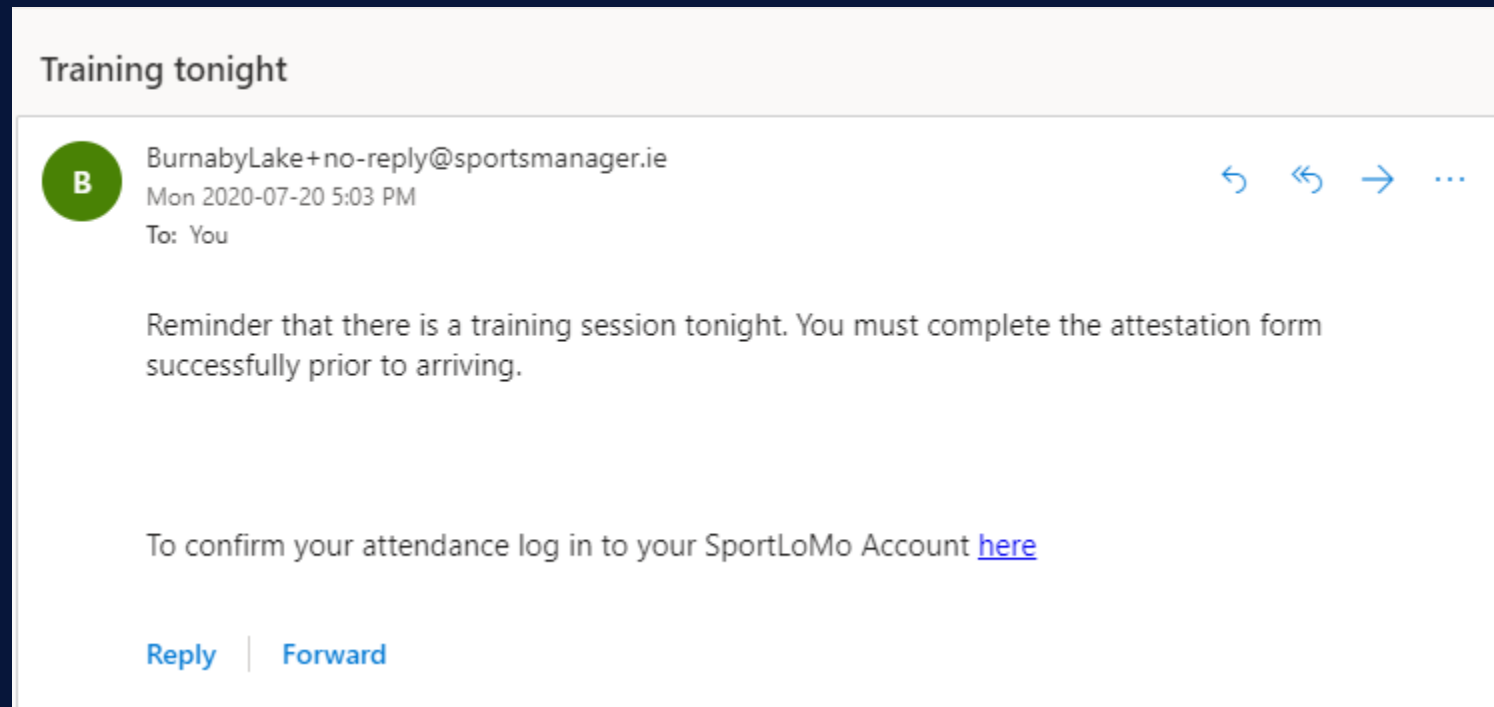 Training tonight
B
BurnabyLake+no-reply@sportsmanager.ie
Mon 2020-07-20 5:03 PM
To: You
Reminder that there is a training session tonight. You must complete the attestation form
successfully prior to arriving.
To confirm your attendance log in to your SportLoMo Account here
Reply Forward